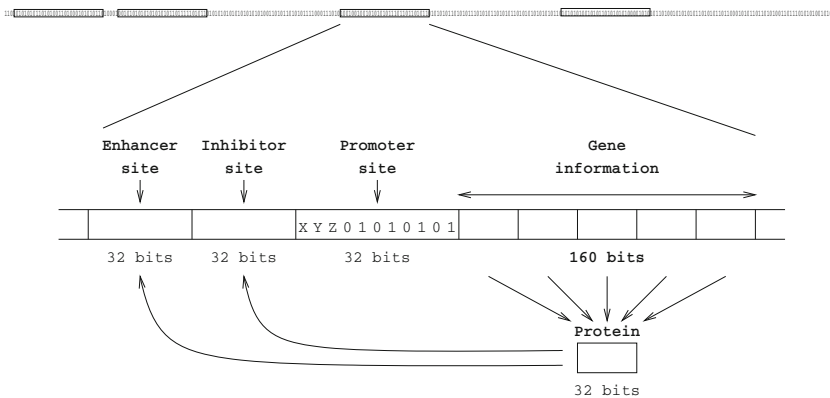 Enhancer Inhibitor Promoter Gene
site site site information
X Y Z 0 1 0 1 0 1 0 1
32 bits 32 bits 32 bits 160 bits
Protein
32 bits